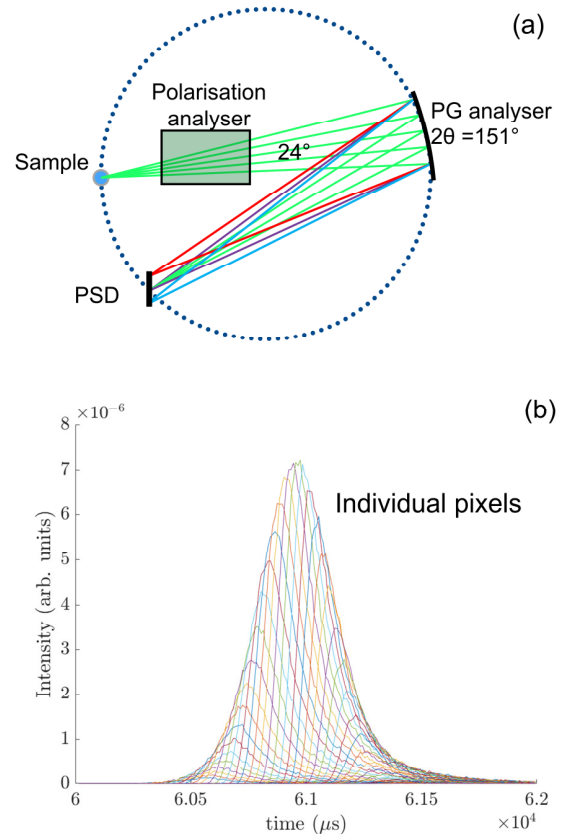 (a)
Polarisation
analyser
PG analyser
2θ =151°
24°
Sample
PSD
(b)
×10⁻⁶
8
7
6
5
4
3
2
1
0
Intensity (arb. units)
Individual pixels
6 6.05 6.1 6.15 6.2
×10⁴
time (μs)